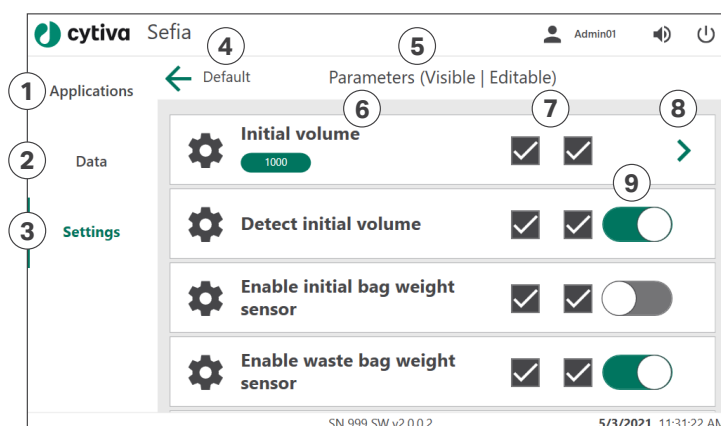 cytiva Sefia
Admin01
4
5
1
Applications
Default
Parameters (Visible | Editable)
6
7
8
Initial volume
1000
2
Data
9
3
Settings
Detect initial volume
Enable initial bag weight
sensor
Enable waste bag weight
sensor
SN 999 SW v2.0.0.2
5/3/2021 11:31:22 AM